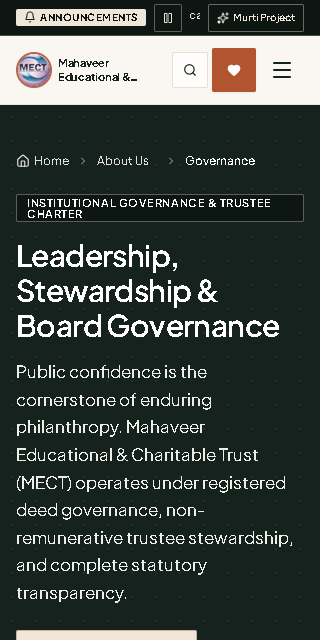 ANNOUNCEMENTS
C2
Murti Project
MECT
Mahaveer
Educational &...
Home
About Us
Governance
INSTITUTIONAL GOVERNANCE & TRUSTEE
CHARTER
Leadership,
Stewardship &
Board Governance
Public confidence is the
cornerstone of enduring
philanthropy. Mahaveer
Educational & Charitable Trust
(MECT) operates under registered
deed governance, non-
remunerative trustee stewardship,
and complete statutory
transparency.